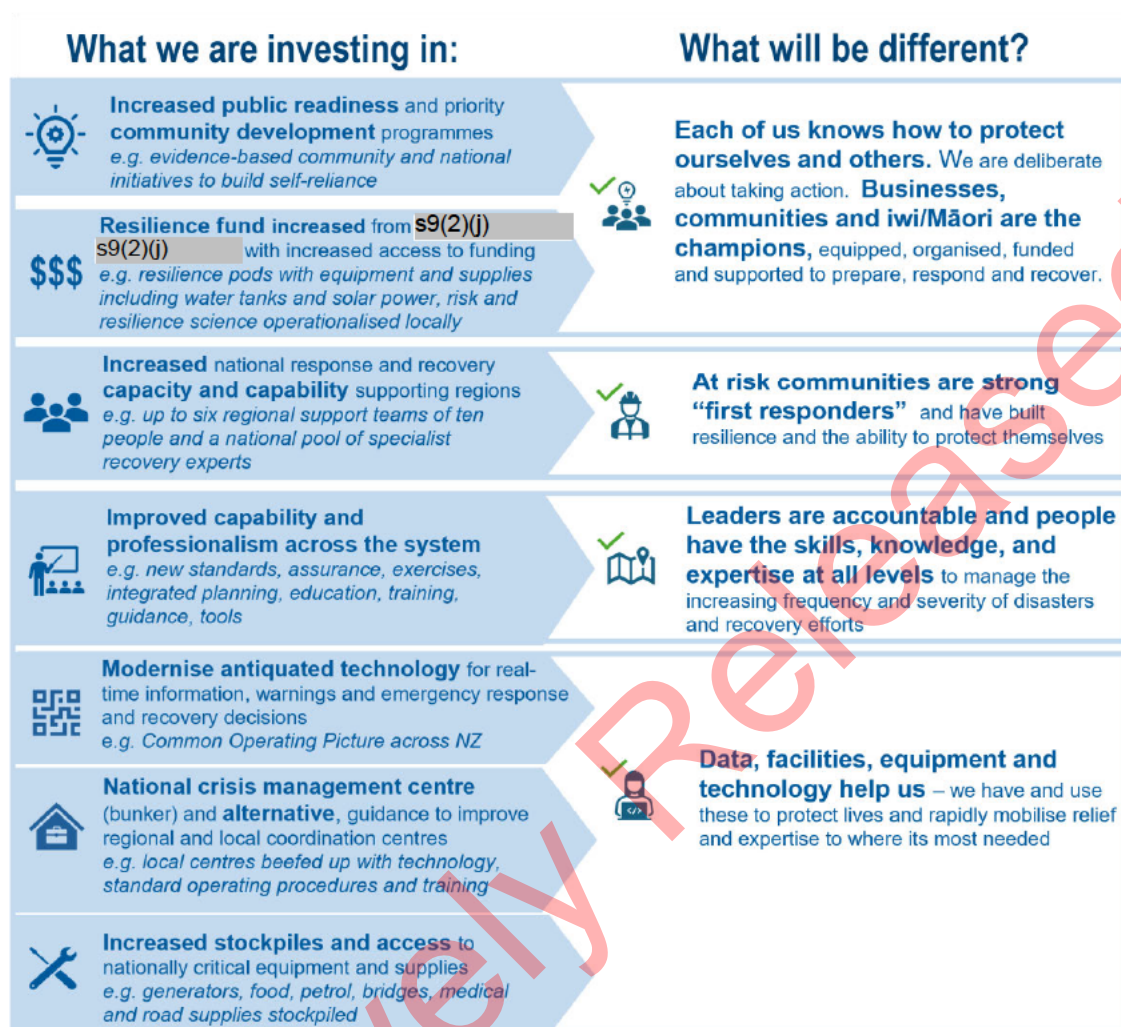 What we are investing in:
What will be different?
Increased public readiness and priority
community development programmes
e.g. evidence-based community and national
initiatives to build self-reliance
Resilience fund increased from s9(2)(j)
s9(2)(j) with increased access to funding
$$$
e.g. resilience pods with equipment and supplies
including water tanks and solar power, risk and
resilience science operationalised locally
Each of us knows how to protect
ourselves and others. We are deliberate
about taking action. Businesses,
communities and iwi/Māori are the
champions, equipped, organised, funded
and supported to prepare, respond and recover.
Increased national response and recovery
capacity and capability supporting regions
e.g. up to six regional support teams of ten
people and a national pool of specialist
recovery experts
At risk communities are strong
“first responders” and have built
resilience and the ability to protect themselves
Improved capability and
professionalism across the system
e.g. new standards, assurance, exercises,
integrated planning, education, training,
guidance, tools
Leaders are accountable and people
have the skills, knowledge, and
expertise at all levels to manage the
increasing frequency and severity of disasters
and recovery efforts
Modernise antiquated technology for real-
time information, warnings and emergency response
and recovery decisions
e.g. Common Operating Picture across NZ
National crisis management centre
(bunker) and alternative, guidance to improve
regional and local coordination centres
e.g. local centres beefed up with technology,
standard operating procedures and training
Increased stockpiles and access to
nationally critical equipment and supplies
e.g. generators, food, petrol, bridges, medical
and road supplies stockpiled
Data, facilities, equipment and
technology help us – we have and use
these to protect lives and rapidly mobilise relief
and expertise to where its most needed